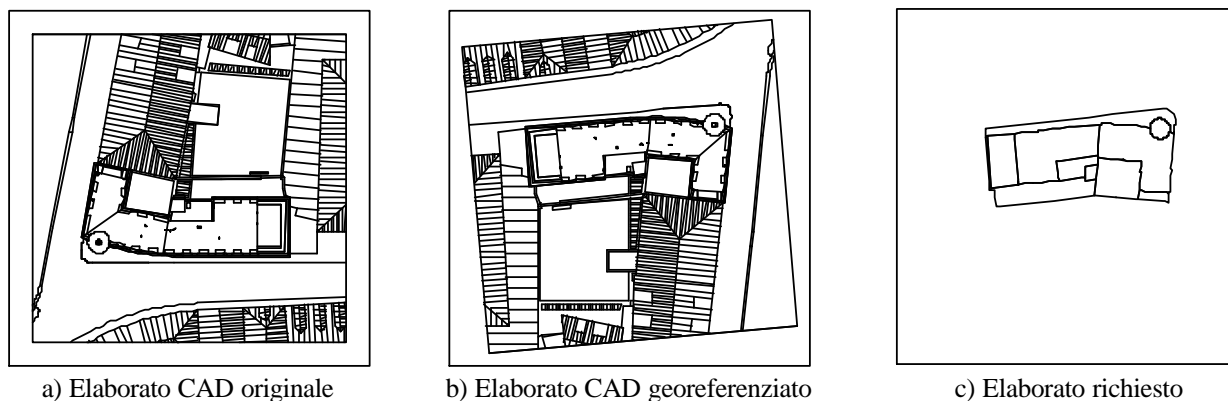 a) Elaborato CAD originale
b) Elaborato CAD georeferenziato
c) Elaborato richiesto